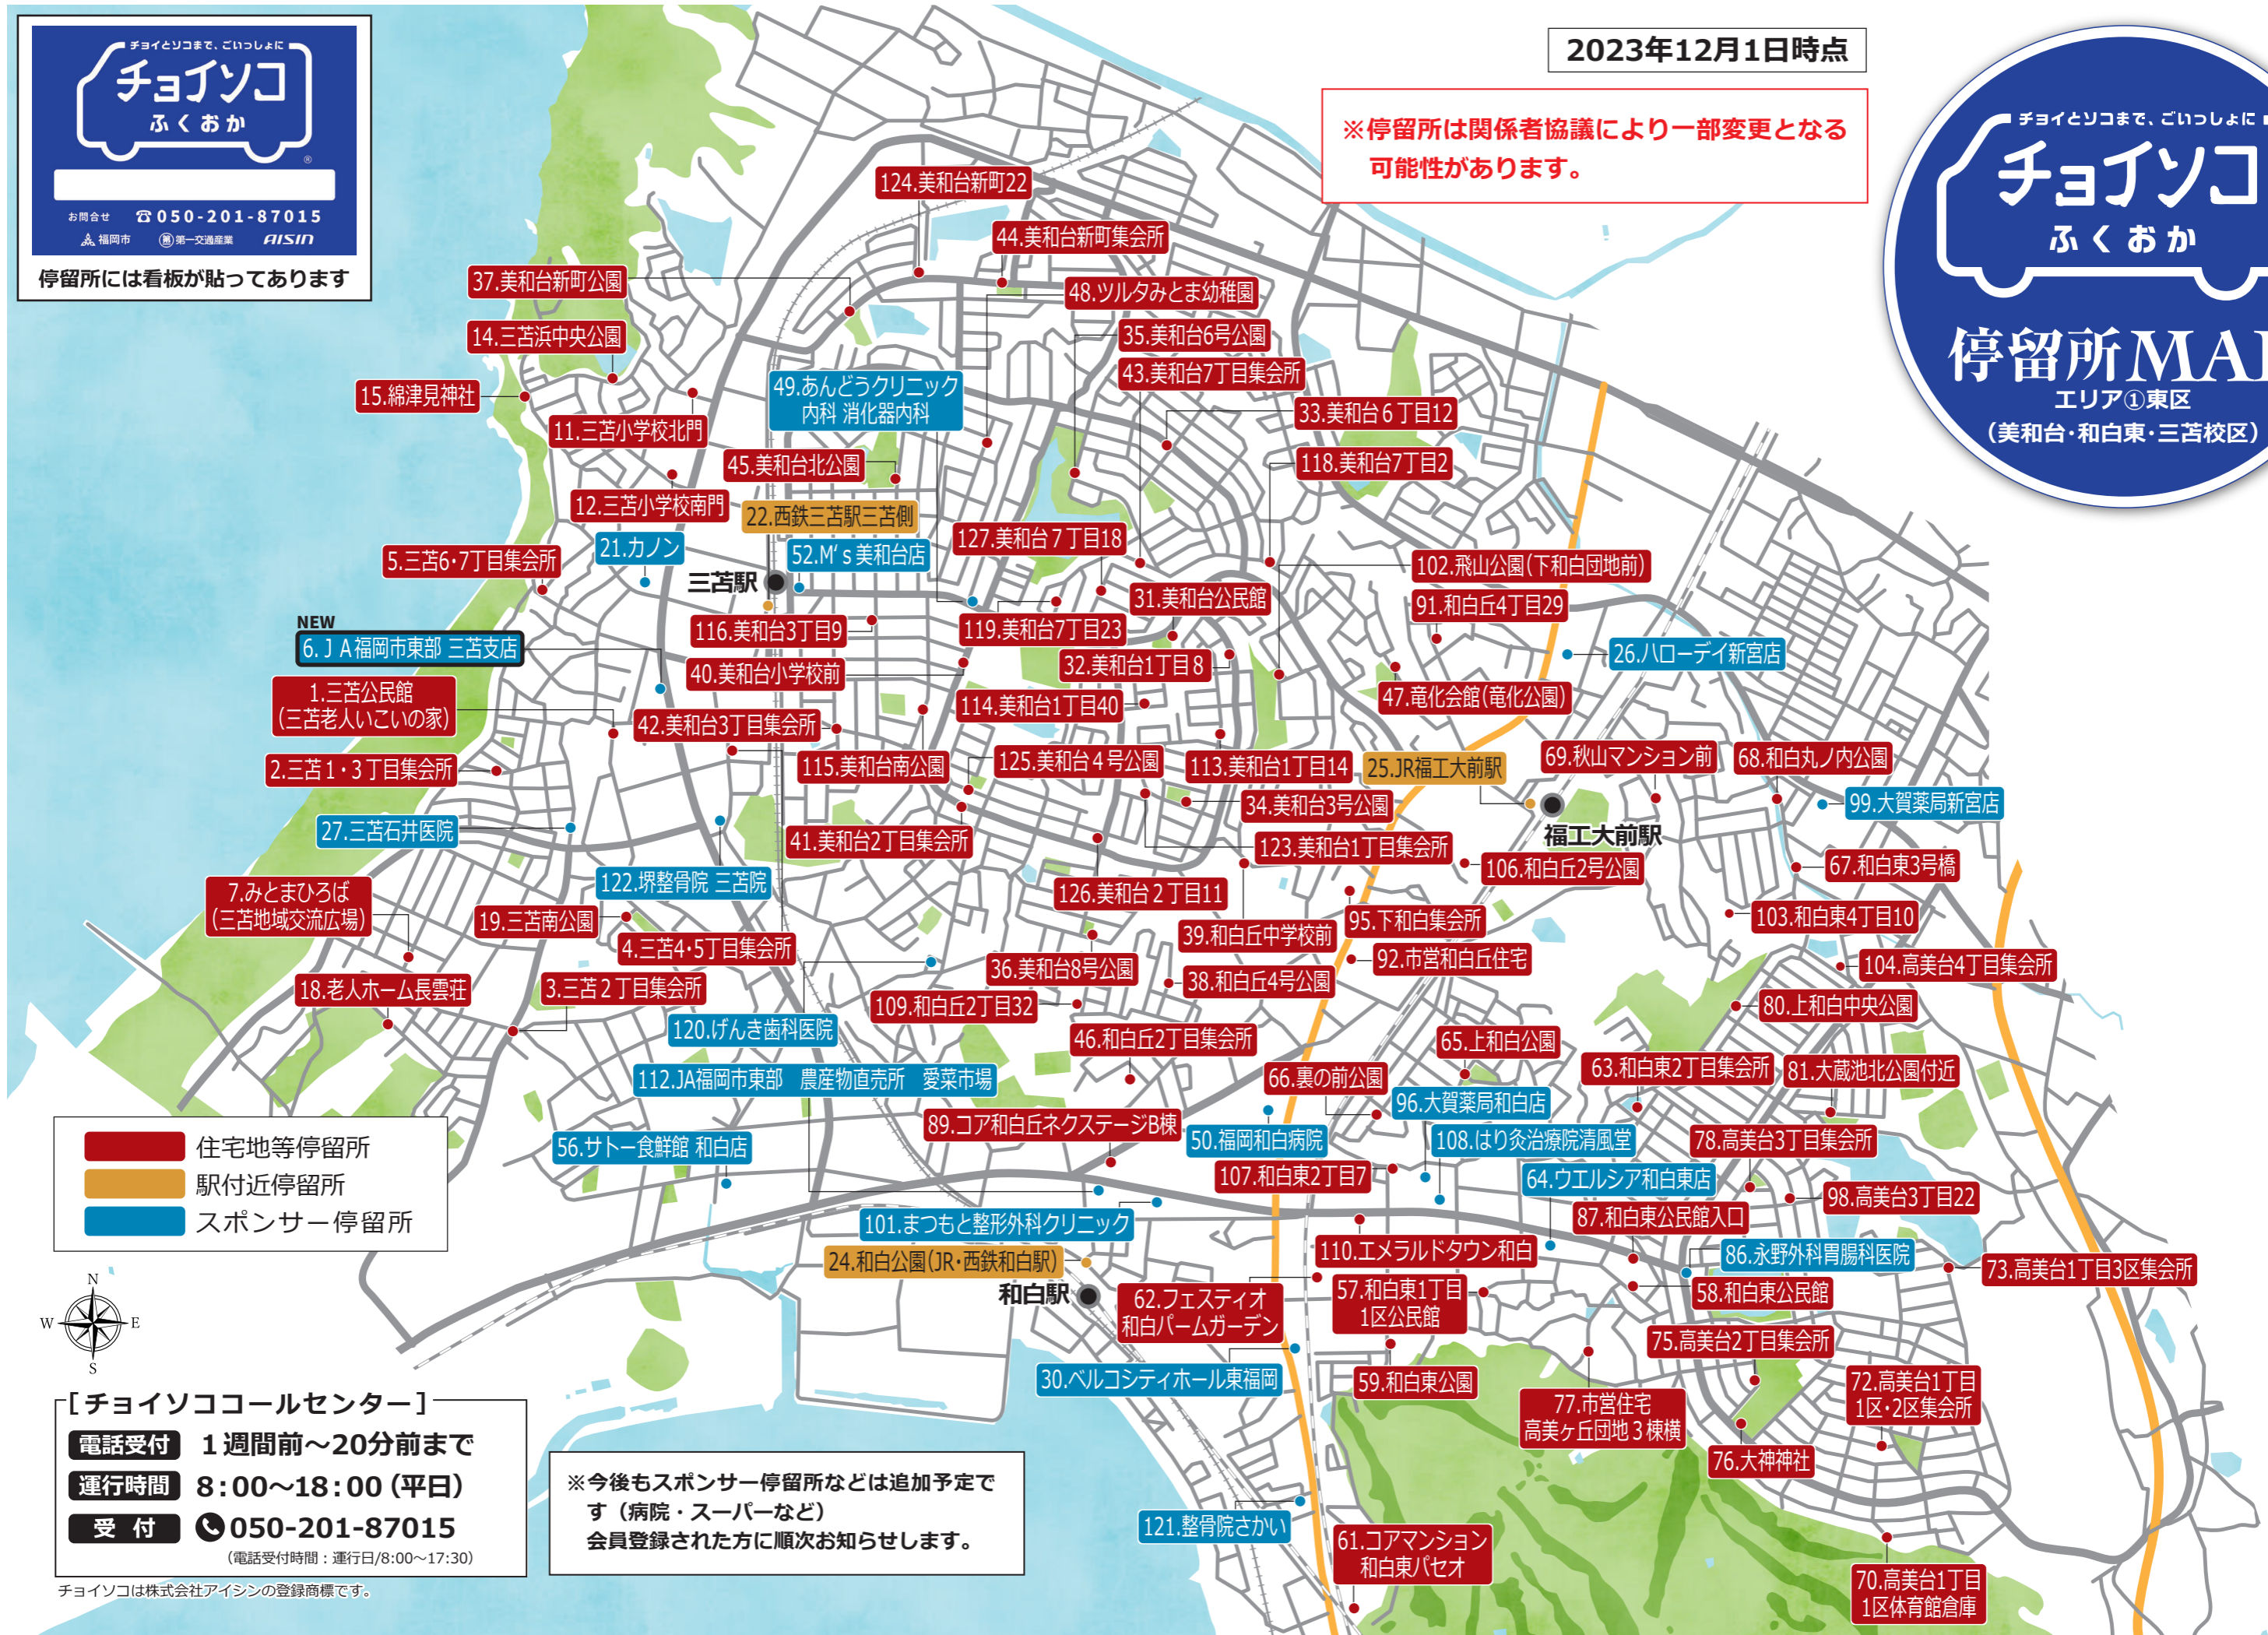 チョイとソコまで、ごいっしょに
チョイソコ
ふくおか
®
お問合せ ☎050-201-87015
福岡市 第一交通産業 AISIN
停留所には看板が貼ってあります
2023年12月1日時点
※停留所は関係者協議により一部変更となる
可能性があります。
チョイとソコまで、ごいっしょに
チョイソコ
ふくおか
停留所MA
エリア①東区
(美和台・和白東・三苫校区)
124.美和台新町22
44.美和台新町集会所
37.美和台新町公園
48.ツルタみとま幼稚園
14.三苫浜中央公園
35.美和台6号公園
43.美和台7丁目集会所
15.綿津見神社
49.あんどうクリニック
内科 消化器内科
33.美和台6丁目12
11.三苫小学校北門
45.美和台北公園
118.美和台7丁目2
12.三苫小学校南門
22.西鉄三苫駅三苫側
127.美和台7丁目18
21.カノン
52.M's 美和台店
5.三苫6・7丁目集会所
三苫駅
102.飛山公園(下和白団地前)
31.美和台公民館
91.和白丘4丁目29
NEW
6.JA福岡市東部 三苫支店
116.美和台3丁目9
119.美和台7丁目23
26.ハローデイ新宮店
32.美和台1丁目8
40.美和台小学校前
47.竜化会館(竜化公園)
1.三苫公民館
(三苫老人いこいの家)
114.美和台1丁目40
42.美和台3丁目集会所
2.三苫1・3丁目集会所
115.美和台南公園
125.美和台4号公園
113.美和台1丁目14
25.JR福工大前駅
69.秋山マンション前
68.和白丸ノ内公園
34.美和台3号公園
99.大賀薬局新宮店
27.三苫石井医院
福工大前駅
41.美和台2丁目集会所
123.美和台1丁目集会所
106.和白丘2号公園
67.和白東3号橋
122.堺整骨院 三苫院
126.美和台2丁目11
7.みとまひろば
(三苫地域交流広場)
19.三苫南公園
95.下和白集会所
103.和白東4丁目10
39.和白丘中学校前
4.三苫4・5丁目集会所
92.市営和白丘住宅
104.高美台4丁目集会所
36.美和台8号公園
18.老人ホーム長雲荘
3.三苫2丁目集会所
38.和白丘4号公園
109.和白丘2丁目32
80.上和白中央公園
120.げんき歯科医院
46.和白丘2丁目集会所
65.上和白公園
63.和白東2丁目集会所
81.大蔵池北公園付近
112.JA福岡市東部 農産物直売所 愛菜市場
66.裏の前公園
96.大賀薬局和白店
89.コア和白丘ネクステージB棟
50.福岡和白病院
108.はり灸治療院清風堂
78.高美台3丁目集会所
56.サトー食鮮館 和白店
107.和白東2丁目7
64.ウエルシア和白東店
98.高美台3丁目22
101.まつもと整形外科クリニック
87.和白東公民館入口
110.エメラルドタウン和白
86.永野外科胃腸科医院
24.和白公園(JR・西鉄和白駅)
73.高美台1丁目3区集会所
和白駅
62.フェスティオ
和白パームガーデン
57.和白東1丁目
1区公民館
58.和白東公民館
75.高美台2丁目集会所
30.ベルコシティホール東福岡
59.和白東公園
77.市営住宅
高美ヶ丘団地3棟横
72.高美台1丁目
1区・2区集会所
76.大神神社
121.整骨院さかい
61.コアマンション
和白東パセオ
70.高美台1丁目
1区体育館倉庫
住宅地等停留所
駅付近停留所
スポンサー停留所
N
W E
S
[チョイソココールセンター]
電話受付 1週間前~20分前まで
運行時間 8:00~18:00(平日)
受 付 050-201-87015
(電話受付時間:運行日/8:00~17:30)
チョイソコは株式会社アイシンの登録商標です。
※今後もスポンサー停留所などは追加予定で
す(病院・スーパーなど)
会員登録された方に順次お知らせします。